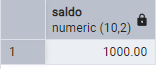 saldo
numeric (10,2)
1 1000.00